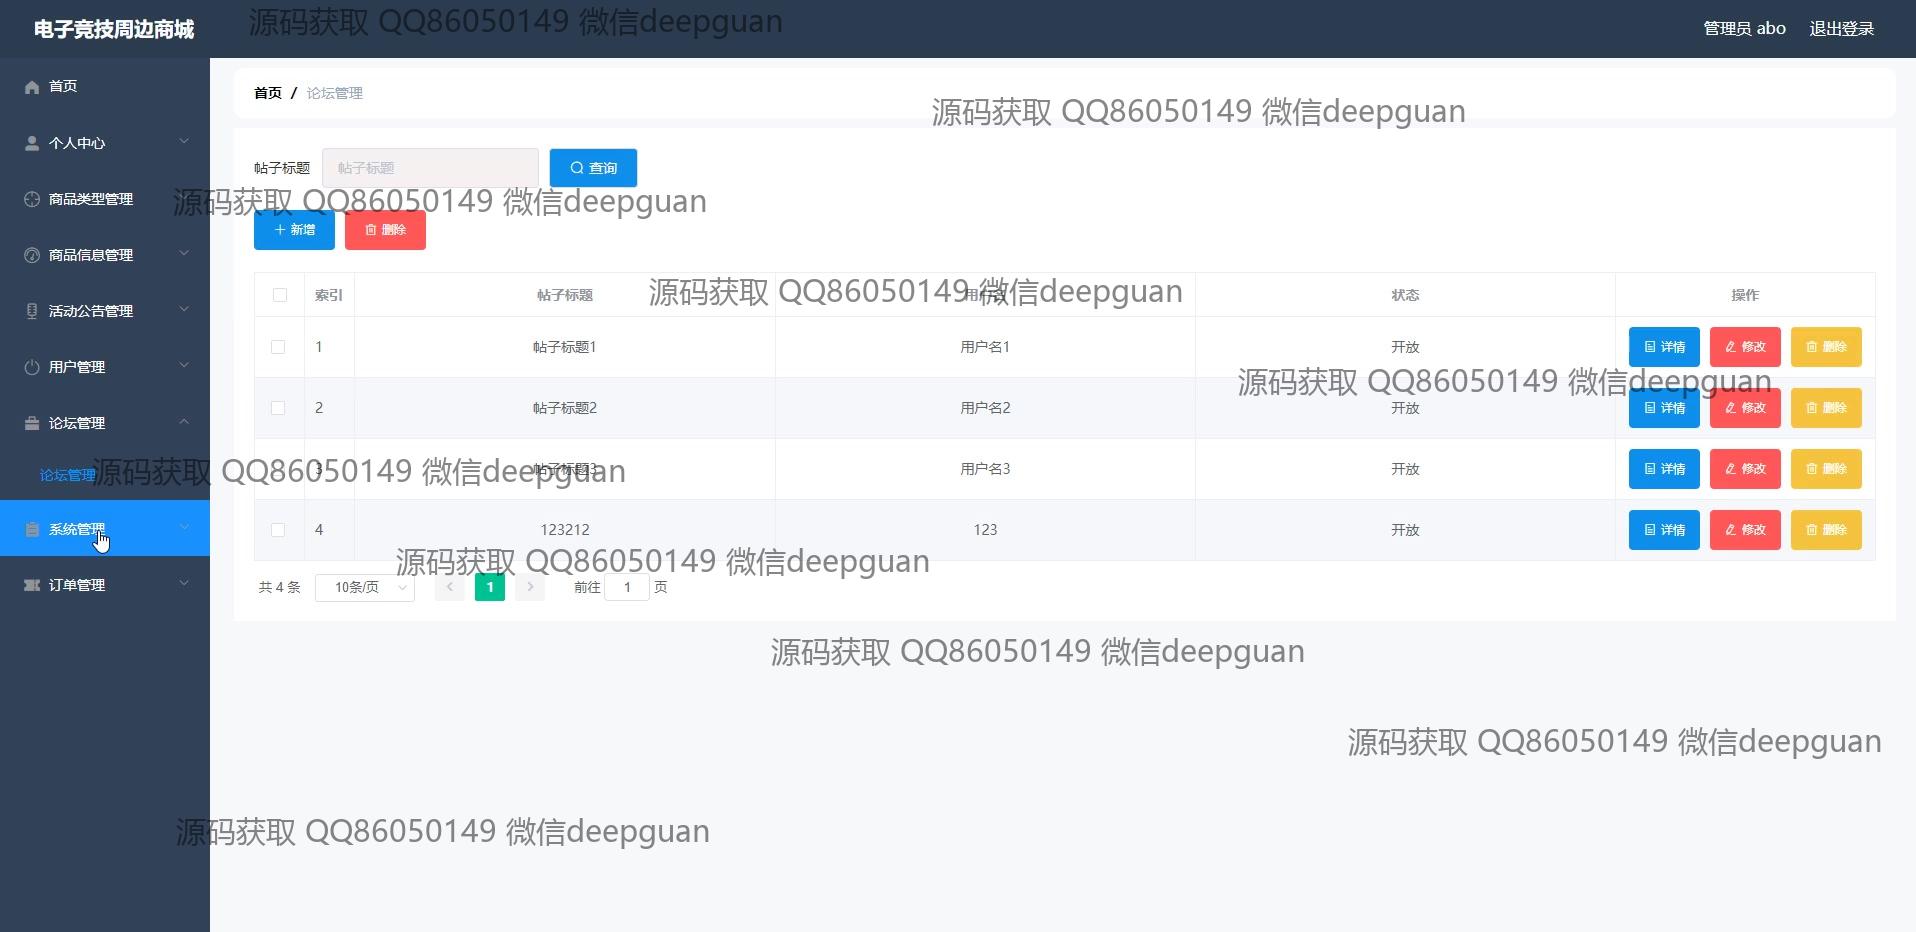 电子竞技周边商城
源码获取 QQ86050149 微信deepguan
管理员 abo
退出登录
首页
个人中心
商品类型管理
商品信息管理
活动公告管理
用户管理
论坛管理
论坛管理
系统管理
订单管理
首页 / 论坛管理
源码获取 QQ86050149 微信deepguan
帖子标题 帖子标题 查询
源码获取 QQ86050149 微信deepguan
新增 删除
索引 帖子标题 用户名 状态 操作
源码获取 QQ86050149 微信deepguan
1 帖子标题1 用户名1 开放 详情 修改 删除
源码获取 QQ86050149 微信deepguan
2 帖子标题2 用户名2 开放 详情 修改 删除
3 帖子标题3 用户名3 开放 详情 修改 删除
源码获取 QQ86050149 微信deepguan
4 123212 123 开放 详情 修改 删除
源码获取 QQ86050149 微信deepguan
共 4 条 10条/页 1 前往 1 页
源码获取 QQ86050149 微信deepguan
源码获取 QQ86050149 微信deepguan
源码获取 QQ86050149 微信deepguan